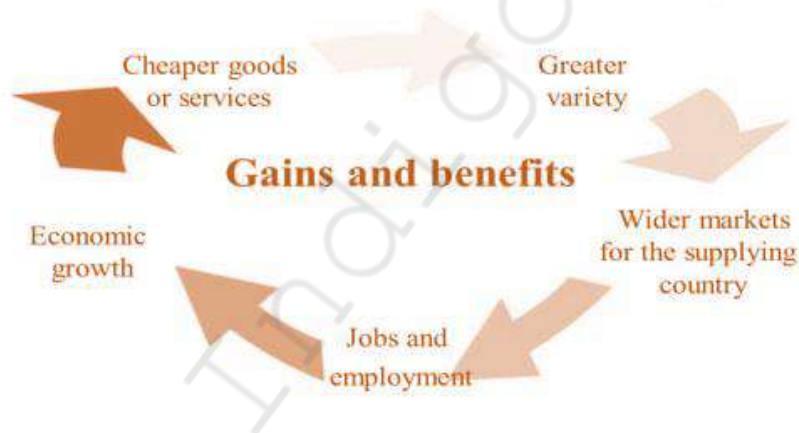 Cheaper goods
or services
Greater
variety
Gains and benefits
Wider markets
for the supplying
country
Economic
growth
Jobs and
employment
Indigo